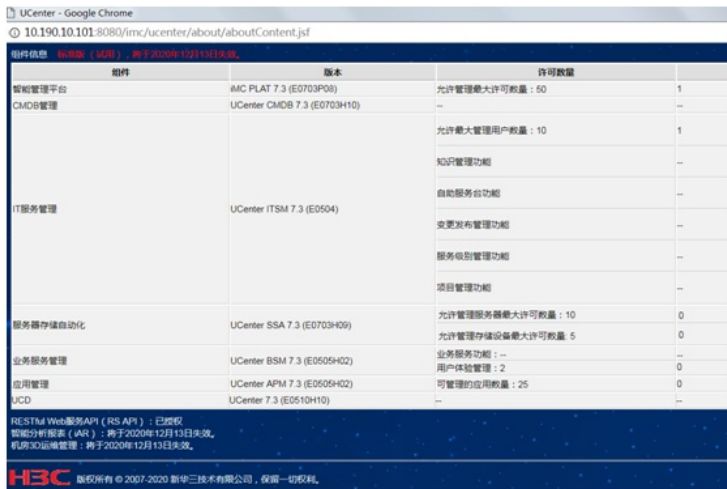 UCenter - Google Chrome
10.190.10.101:8080/imc/ucenter/about/aboutContent.jsf
组件信息 标准版（试用），将于2020年12月13日失效。
组件 版本 许可数量
智能管理平台 iMC PLAT 7.3 (E0703P08) 允许管理最大许可数量：50 1
CMDB管理 UCenter CMDB 7.3 (E0703H10) -- --
允许最大管理用户数量：10 1
知识管理功能 --
自助服务台功能 --
IT服务管理 UCenter ITSM 7.3 (E0504)
变更发布管理功能 --
服务级别管理功能 --
项目管理功能 --
允许管理服务器最大许可数量：10 0
服务器存储自动化 UCenter SSA 7.3 (E0703H09)
允许管理存储设备最大许可数量: 5 0
业务服务功能：-- --
业务服务管理 UCenter BSM 7.3 (E0505H02)
用户体验管理：2 0
应用管理 UCenter APM 7.3 (E0505H02) 可管理的应用数量：25 0
UCD UCenter 7.3 (E0510H10) -- --
RESTful Web服务API（RS API）：已授权
智能分析报表（iAR）：将于2020年12月13日失效。
机房3D运维管理：将于2020年12月13日失效。
H3C 版权所有 © 2007-2020 新华三技术有限公司，保留一切权利。